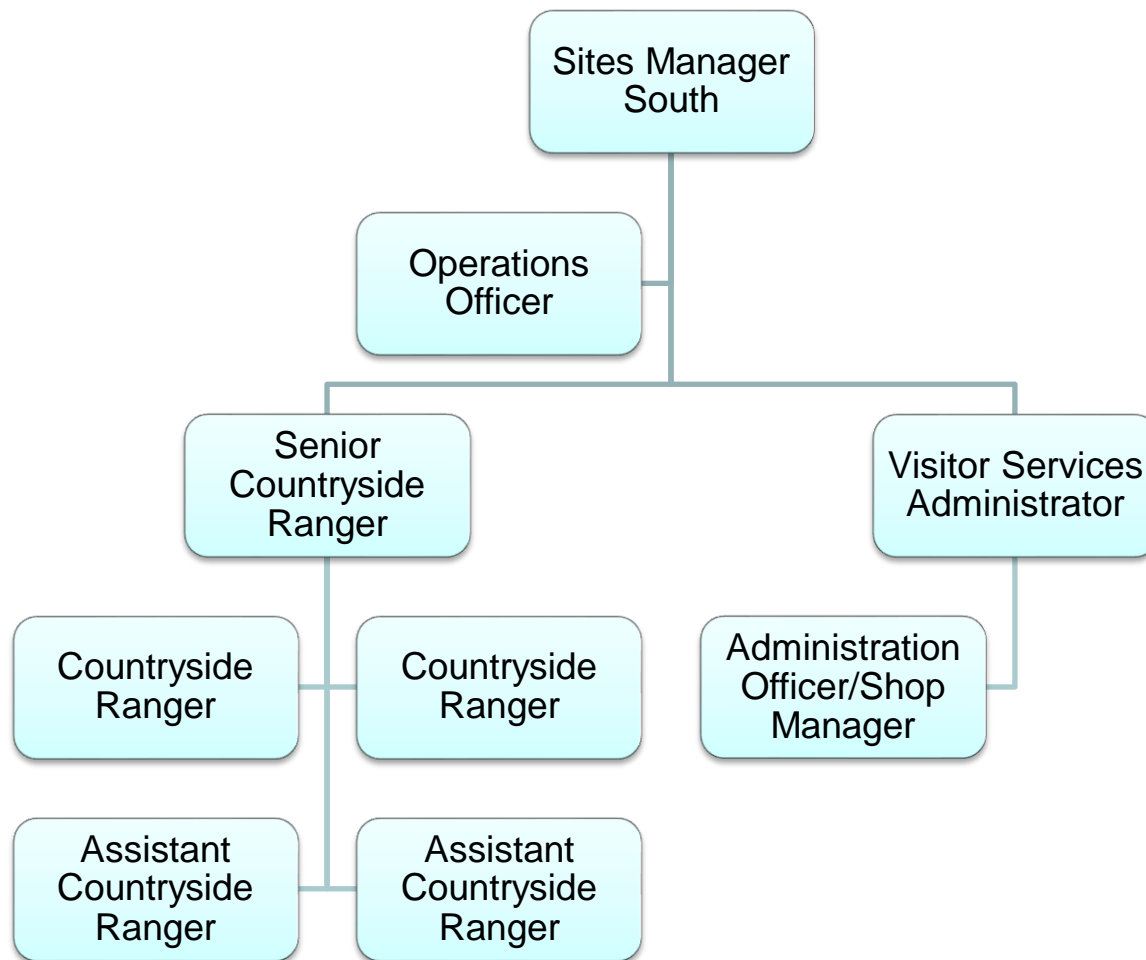 Sites Manager
South
Operations
Officer
Senior
Countryside
Ranger
Visitor Services
Administrator
Countryside
Ranger
Countryside
Ranger
Administration
Officer/Shop
Manager
Assistant
Countryside
Ranger
Assistant
Countryside
Ranger